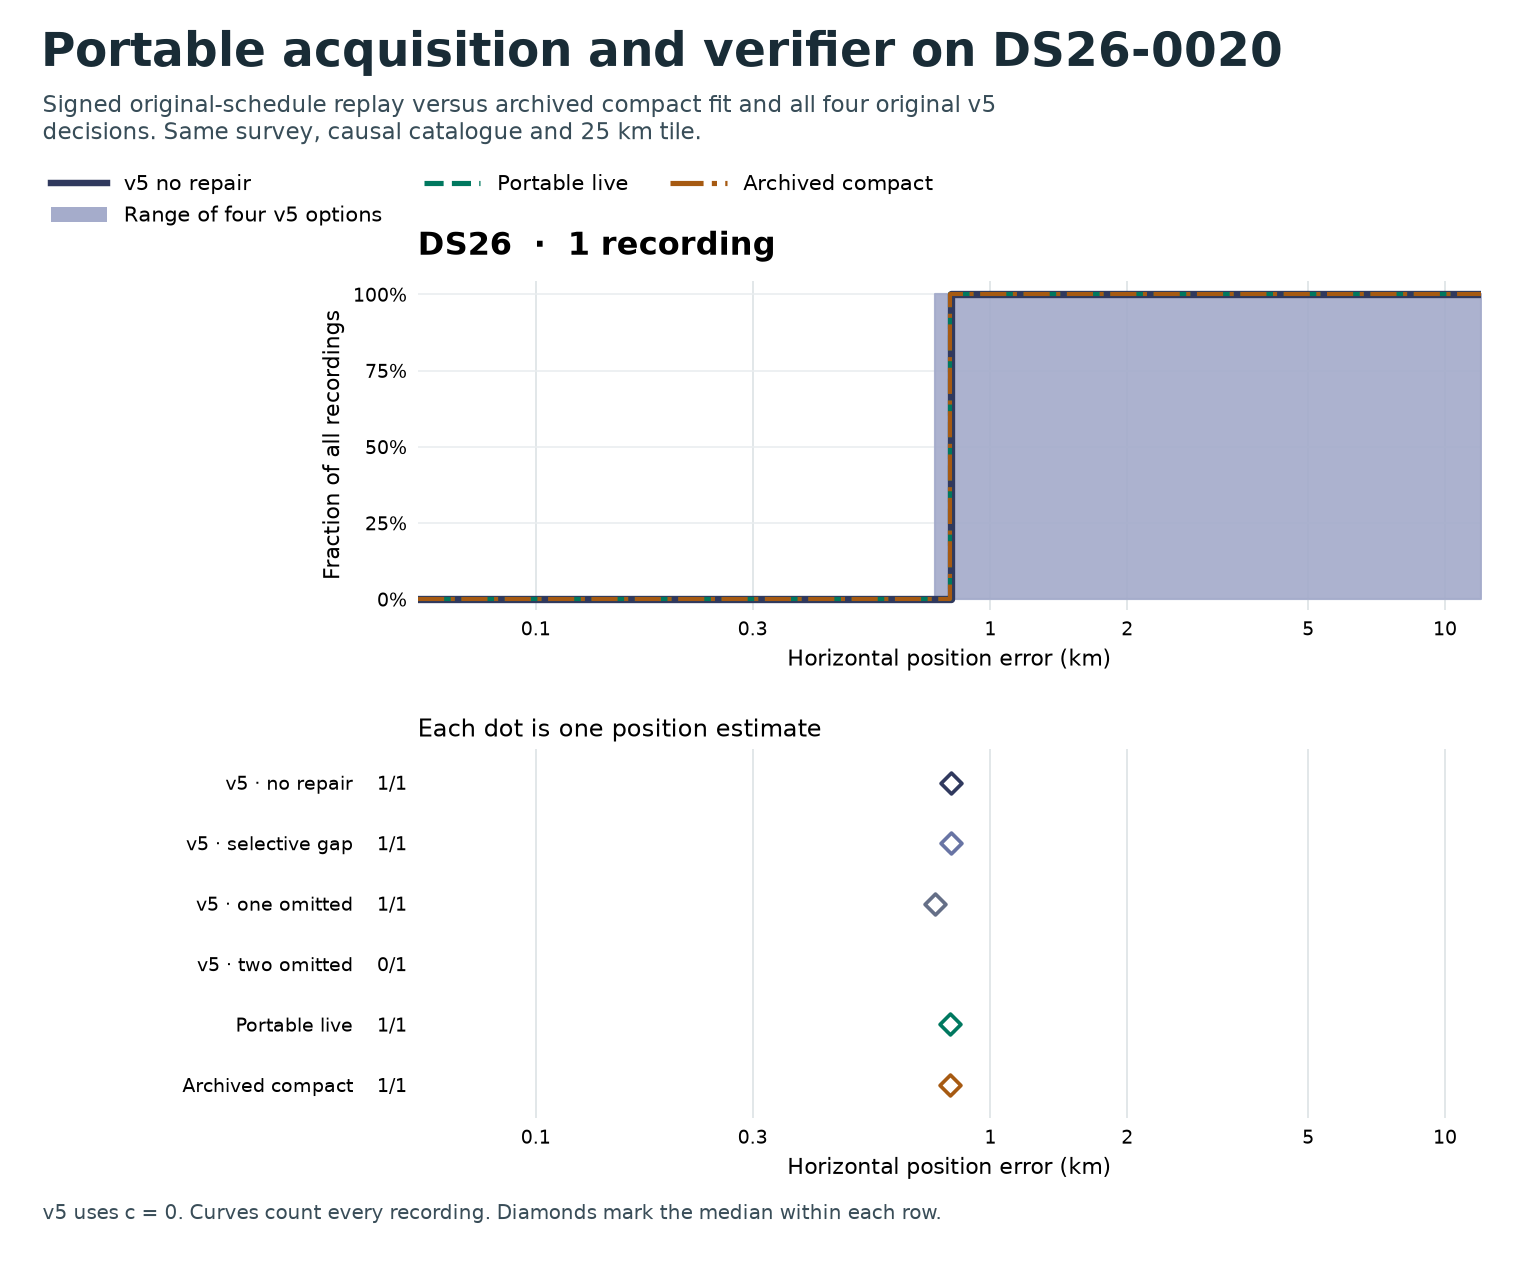 Portable acquisition and verifier on DS26-0020
Signed original-schedule replay versus archived compact fit and all four original v5
decisions. Same survey, causal catalogue and 25 km tile.
v5 no repair
Portable live
Archived compact
Range of four v5 options
DS26 · 1 recording
Fraction of all recordings
100%
75%
50%
25%
0%
0.1 0.3 1 2 5 10
Horizontal position error (km)
Each dot is one position estimate
v5 · no repair 1/1
v5 · selective gap 1/1
v5 · one omitted 1/1
v5 · two omitted 0/1
Portable live 1/1
Archived compact 1/1
0.1 0.3 1 2 5 10
Horizontal position error (km)
v5 uses c = 0. Curves count every recording. Diamonds mark the median within each row.